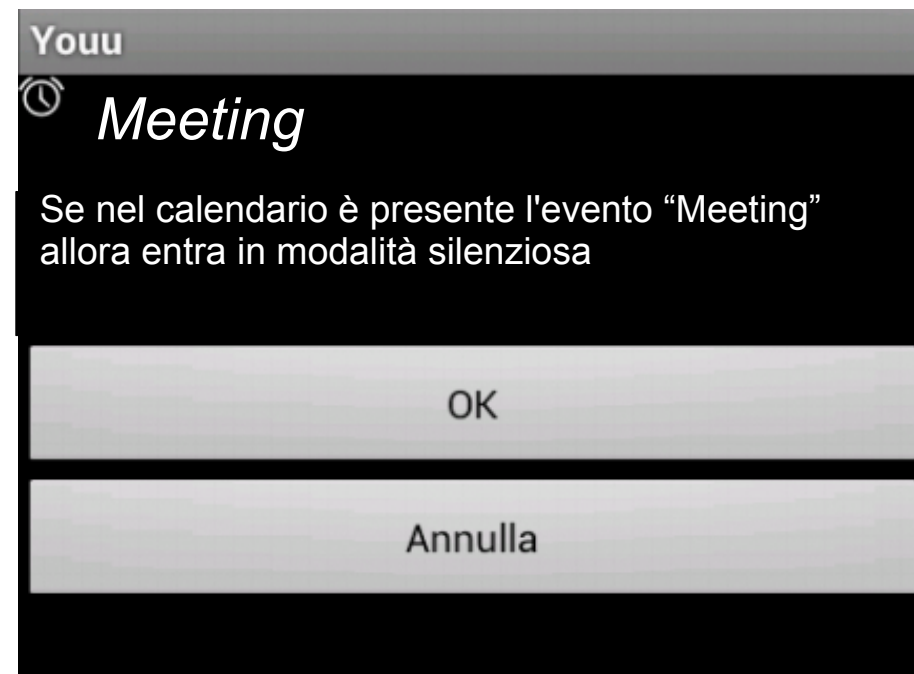 Youu
Meeting
Se nel calendario è presente l'evento “Meeting”
allora entra in modalità silenziosa
OK
Annulla